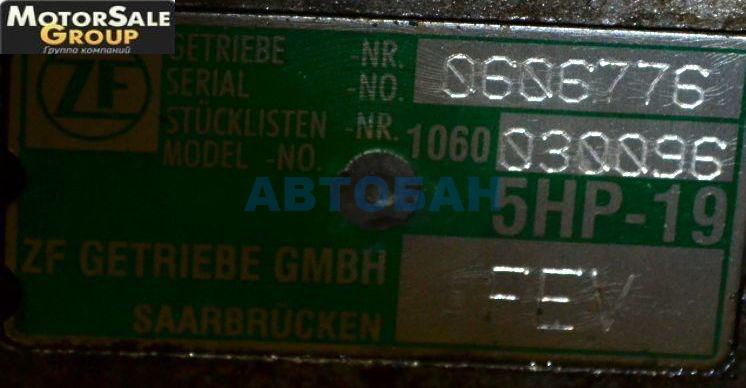 MotorSale
Group
Группа компаний
ZF
GETRIEBE -NR.
SERIAL -NO. 0606776
STÜCKLISTEN -NR.
MODEL -NO. 1060 030096
АВТОБАН
5HP-19
ZF GETRIEBE GMBH
SAARBRÜCKEN
FEV